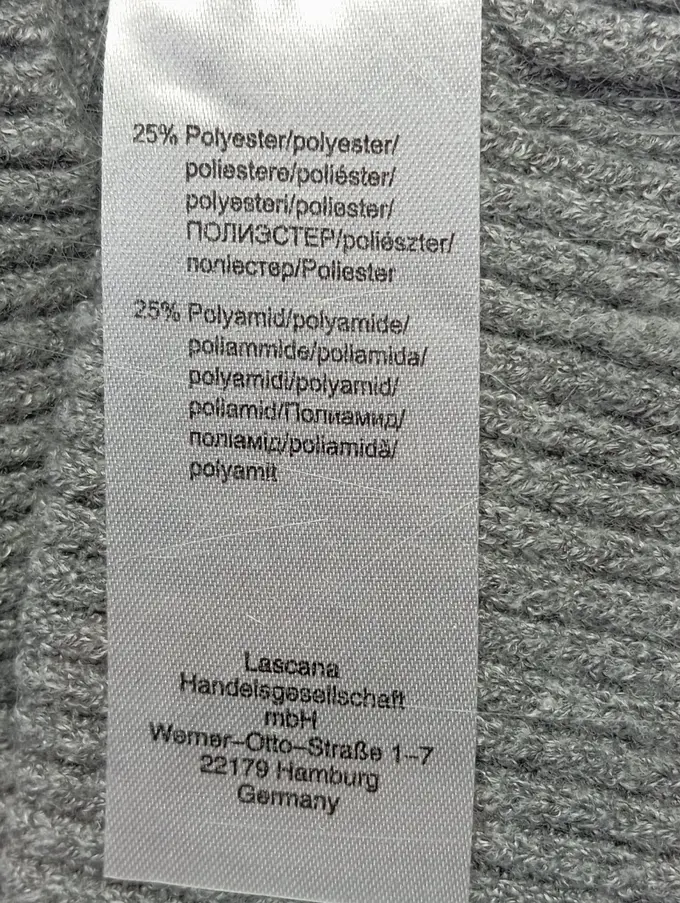 25% Polyester/polyester/
poliestere/poliéster/
polyesteri/poliester/
ПОЛИЭСТЕР/poliészter/
поліестер/Poliester
25% Polyamid/polyamide/
poliammide/poliamida/
polyamidi/polyamid/
poliamid/Полиамид/
поліамід/poliamidă/
polyamit
Lascana
Handelsgesellschaft
mbH
Werner-Otto-Straße 1-7
22179 Hamburg
Germany